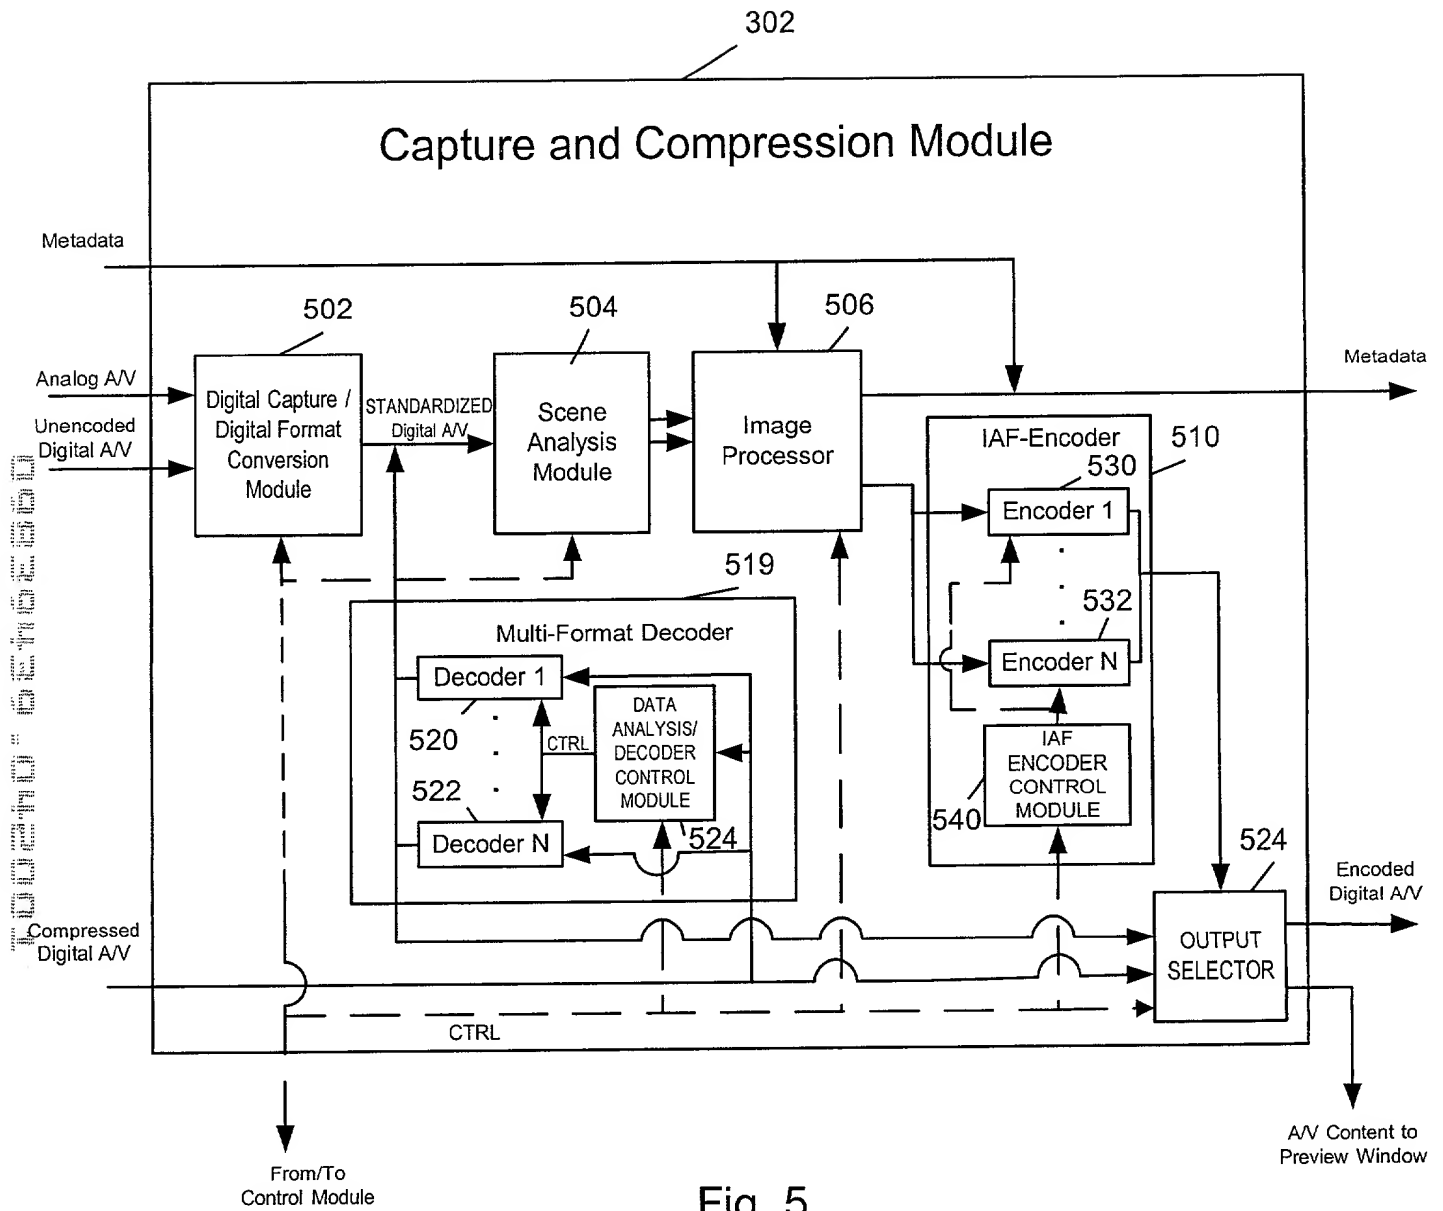 302
Capture and Compression Module
Metadata
502
504
506
Metadata
Analog A/V
Unencoded
Digital A/V
Digital Capture /
Digital Format
Conversion
Module
STANDARDIZED
Digital A/V
Scene
Analysis
Module
Image
Processor
IAF-Encoder
510
530
Encoder 1
532
Encoder N
IAF
ENCODER
CONTROL
MODULE
540
519
Multi-Format Decoder
Decoder 1
520
CTRL
DATA
ANALYSIS/
DECODER
CONTROL
MODULE
522
Decoder N
524
524
Encoded
Digital A/V
OUTPUT
SELECTOR
Compressed
Digital A/V
CTRL
A/V Content to
Preview Window
From/To
Control Module
Fig. 5